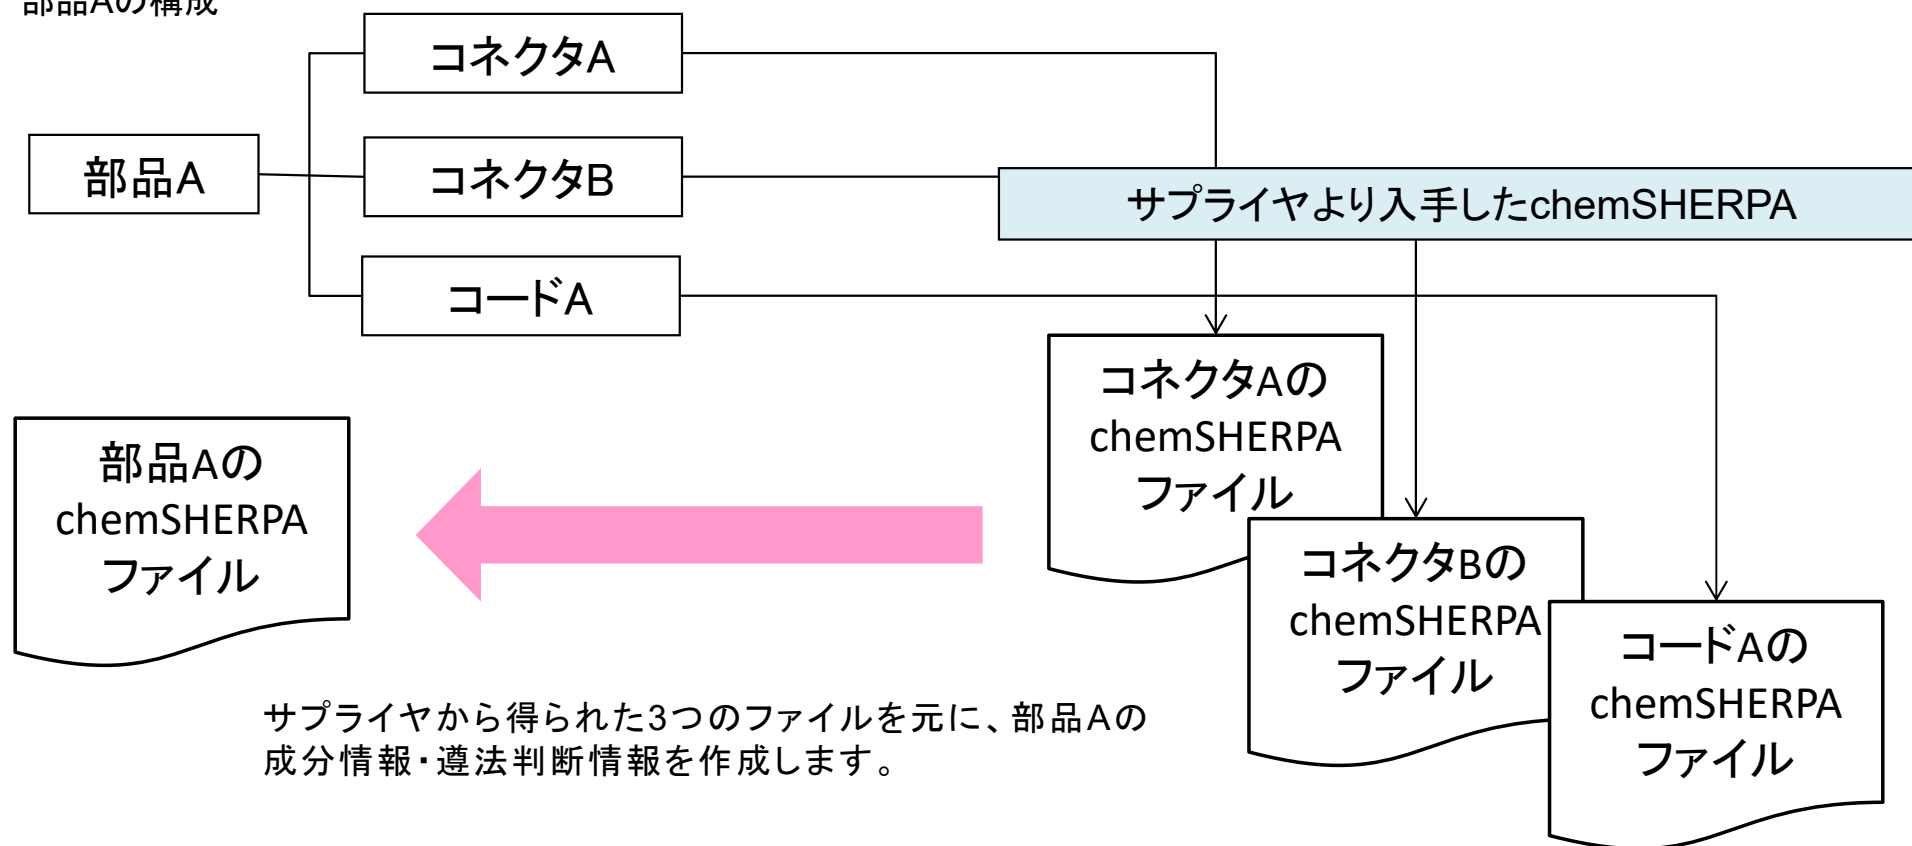 部品Aの構成
コネクタA
部品A
コネクタB
サプライヤより入手したchemSHERPA
コードA
コネクタAの
chemSHERPA
ファイル
部品Aの
chemSHERPA
ファイル
コネクタBの
chemSHERPA
ファイル
コードAの
chemSHERPA
ファイル
サプライヤから得られた3つのファイルを元に、部品Aの
成分情報・遵法判断情報を作成します。